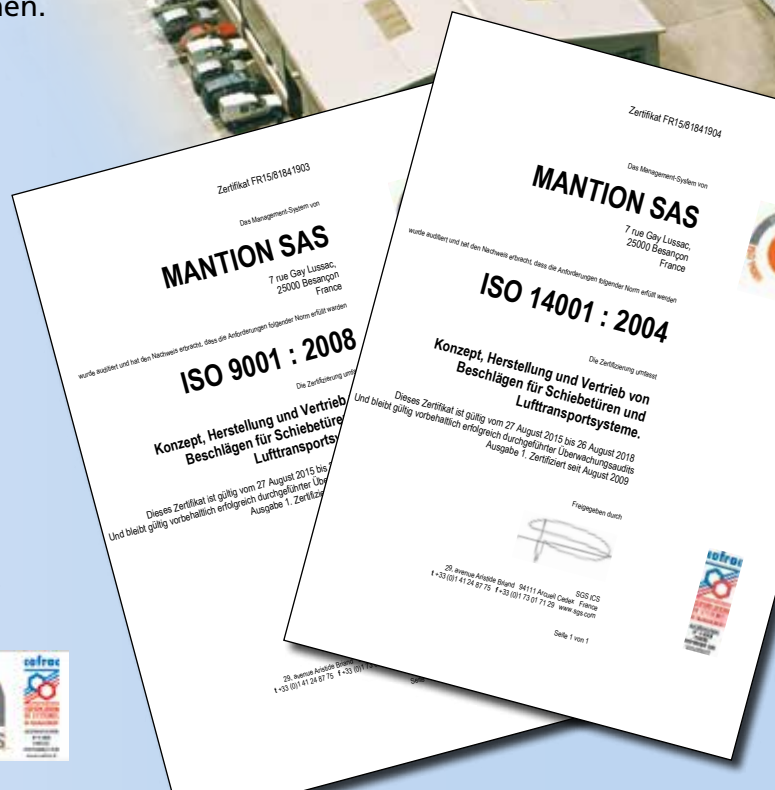 nen.
Zertifikat FR15/81841903
Das Management-System von
MANTION SAS
7 rue Gay Lussac,
25000 Besançon
France
wurde auditiert und hat den Nachweis erbracht, dass die Anforderungen folgender Norm erfüllt werden
ISO 9001 : 2008
Die Zertifizierung
Konzept, Herstellung und Vertrieb
Beschlägen für
Dieses Zertifikat ist gültig vom 27 August 2015 bis
Und bleibt gültig vorbehaltlich erfolgreich durchgeführter
Ausgabe 1.
29, avenue Aristide
t +33 (0)1 41 24 87 75 f +33
Zertifikat FR15/81841904
Das Management-System von
MANTION SAS
7 rue Gay Lussac,
25000 Besançon
France
wurde auditiert und hat den Nachweis erbracht, dass die Anforderungen folgender Norm erfüllt werden
ISO 14001 : 2004
Die Zertifizierung umfasst
Konzept, Herstellung und Vertrieb von
Beschlägen für Schiebetüren und
Lufttransportsysteme.
Dieses Zertifikat ist gültig vom 27 August 2015 bis 26 August 2018
Und bleibt gültig vorbehaltlich erfolgreich durchgeführter Überwachungsaudits
Ausgabe 1. Zertifiziert seit August 2009
Freigegeben durch
SGS ICS
29, avenue Aristide Briand 94111 Arcueil Cedex France
t +33 (0)1 41 24 87 75 f +33 (0)1 73 01 71 29 www.sgs.com
Seite 1 von 1
cofrac
cofrac